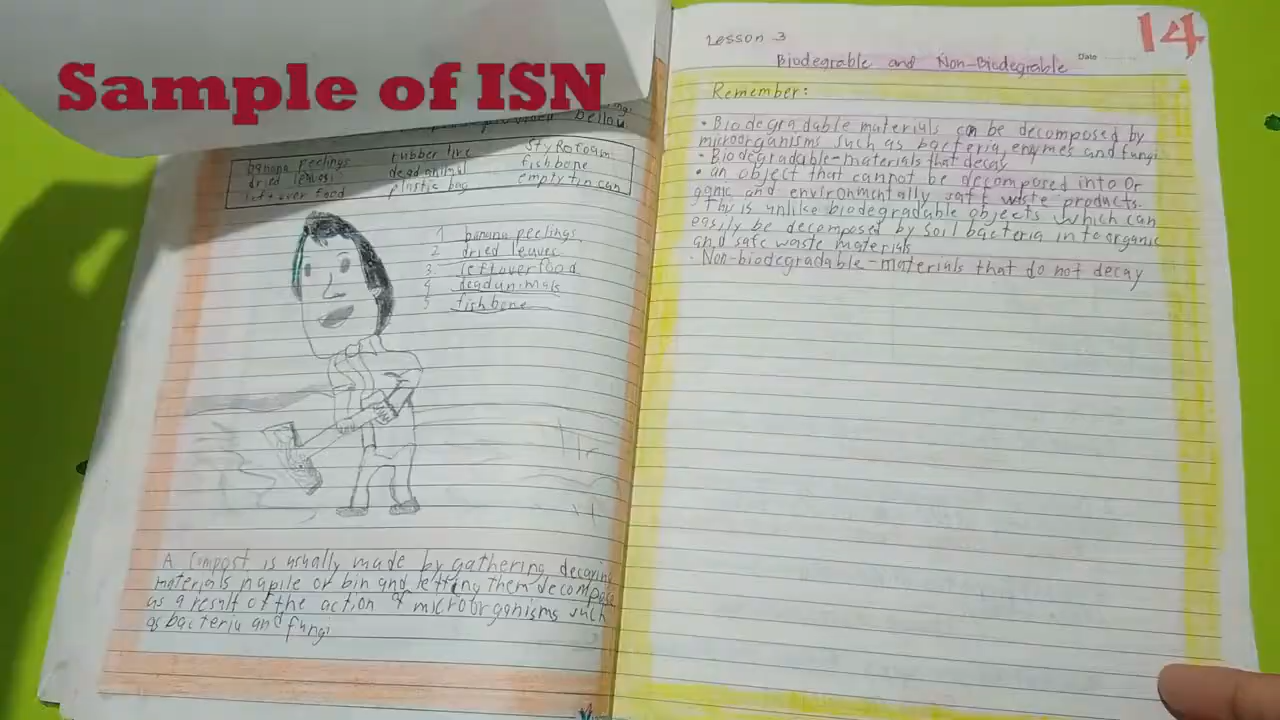 Sample of ISN
bellow
banana peelings rubber tire styRofoam
dried leaves dead animal fishbone
left over food plastic bag empty tin can
1 banana peelings
2 dried leaves
3 leftover food
4 dead animals
5 fishbone
A compost is usually made by gathering decaying
materials napile or bin and letting them decompose
as a result of the action of microorganisms such
as bacteria and fungi
14
Lesson 3
Date
Biodegrable and Non-Biodegrable
Remember:
• Biodegradable materials can be decomposed by
microorganisms such as bacteria, enymes and fungi
• Biodegradable-materials that decay
• an object that cannot be decomposed into Or
ganic and environmentally saft waste products.
This is unlike biodegradable objects which can
easily be decomposed by soil bacteria into organic
and safe waste materials
• Non-biodegradable-materials that do not decay